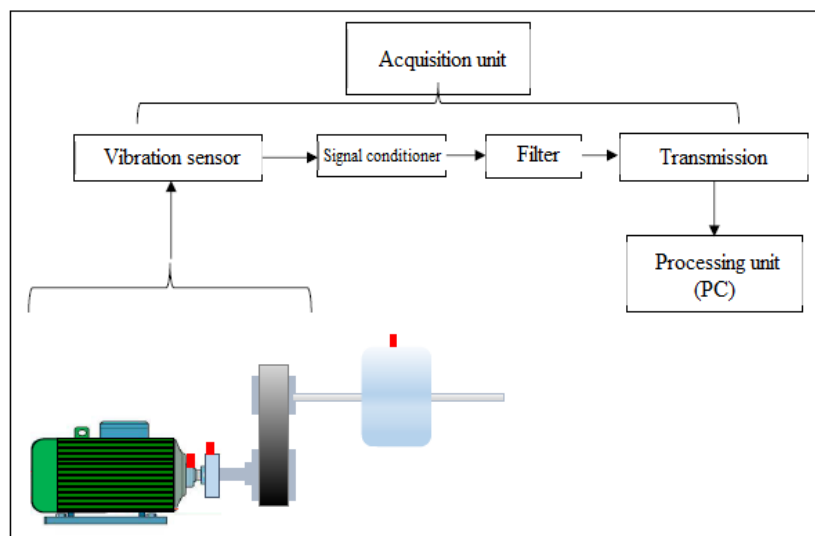 Acquisition unit
Vibration sensor
Signal conditioner
Filter
Transmission
Processing unit
(PC)